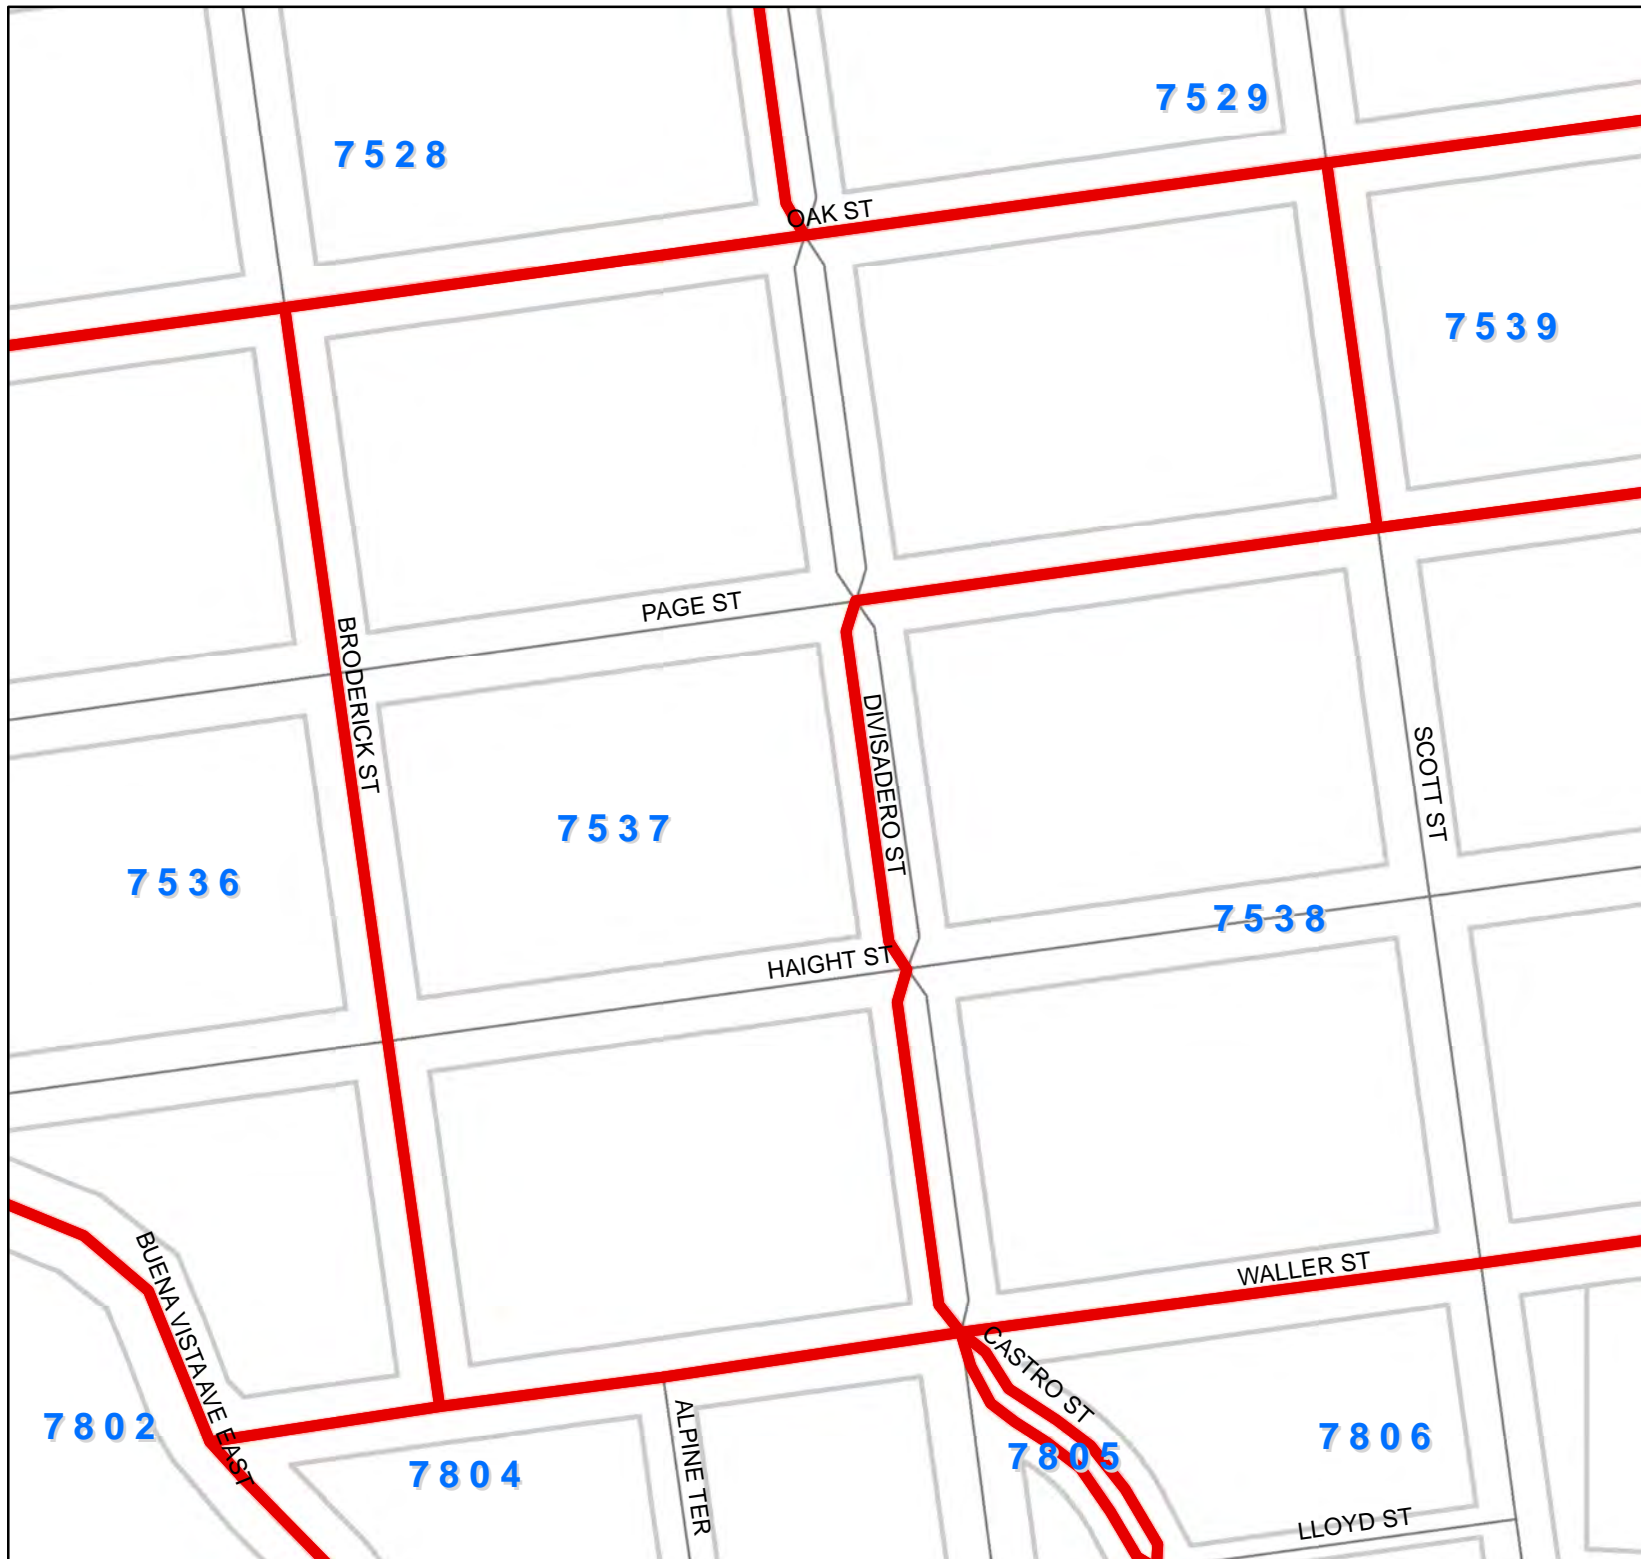 7529
7528
OAK ST
7539
PAGE ST
BRODERICK ST
DIVISADERO ST
SCOTT ST
7537
7536
7538
HAIGHT ST
BUENA VISTA AVE EAST
WALLER ST
CASTRO ST
7802
7804
ALPINE TER
7805
7806
LLOYD ST